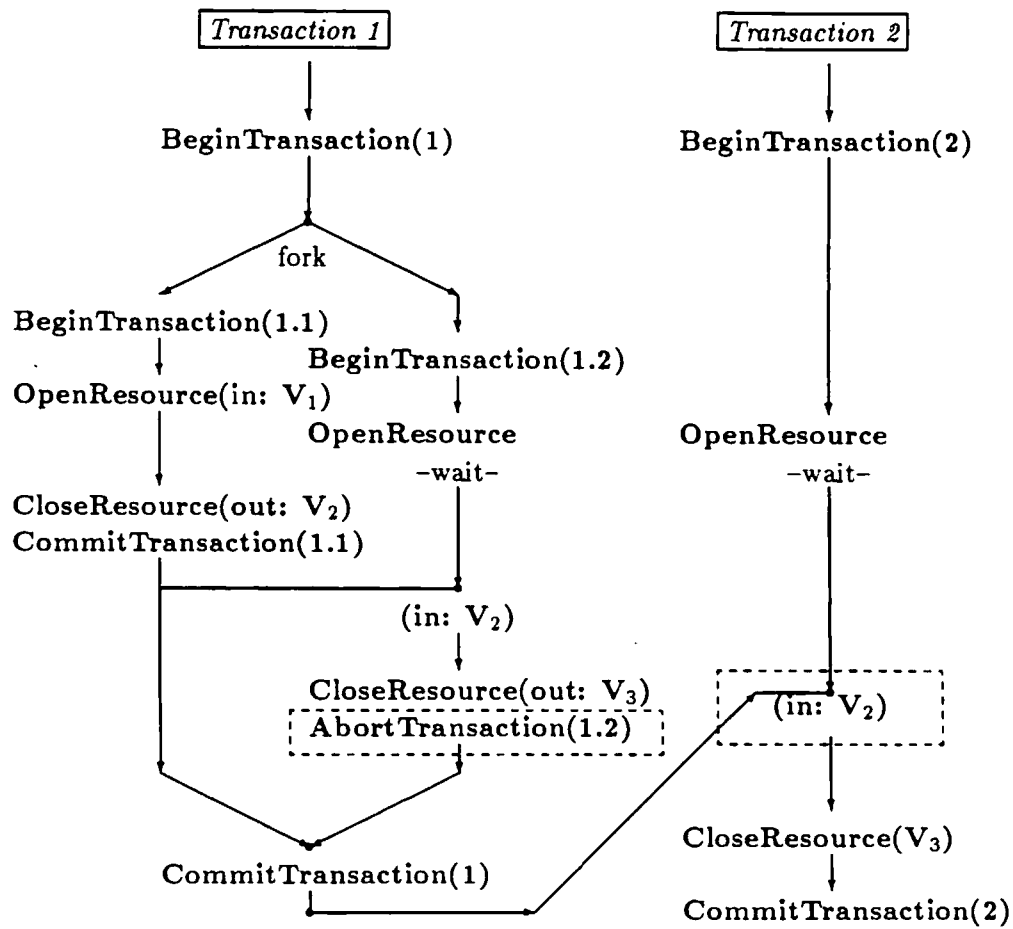 Transaction 1
Transaction 2
BeginTransaction(1)
BeginTransaction(2)
fork
BeginTransaction(1.1)
BeginTransaction(1.2)
OpenResource(in: V₁)
OpenResource
–wait–
OpenResource
–wait–
CloseResource(out: V₂)
CommitTransaction(1.1)
(in: V₂)
CloseResource(out: V₃)
AbortTransaction(1.2)
(in: V₂)
CloseResource(V₃)
CommitTransaction(1)
CommitTransaction(2)